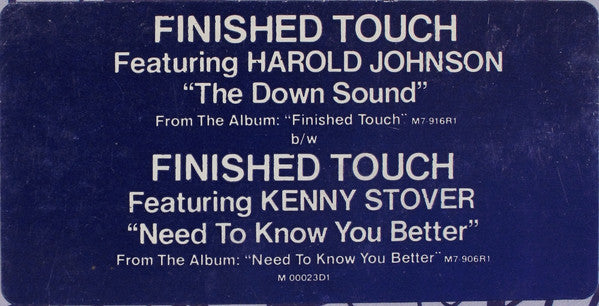 FINISHED TOUCH
Featuring HAROLD JOHNSON
“The Down Sound”
From The Album: “Finished Touch” M7-916R1
b/w
FINISHED TOUCH
Featuring KENNY STOVER
“Need To Know You Better”
From The Album: “Need To Know You Better” M7-906R1
M 00023D1